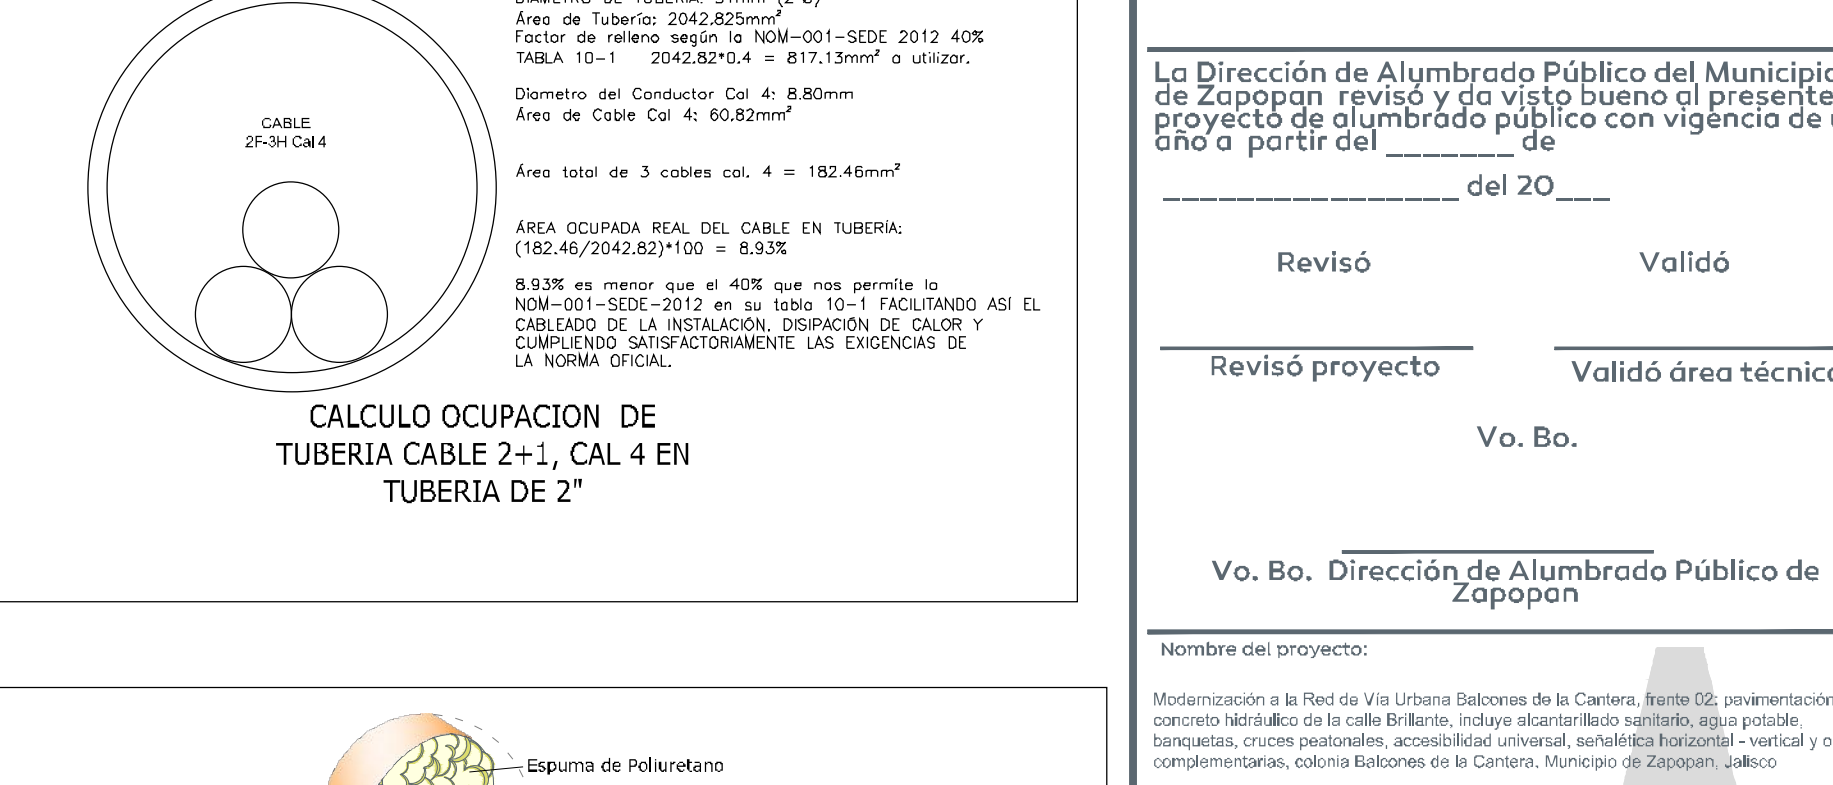 Área de Tubería: 2042.825mm²
Factor de relleno según la NOM-001-SEDE 2012 40%
TABLA 10-1 2042.82*0.4 = 817.13mm² a utilizar.
Diametro del Conductor Cal 4: 8.80mm
Área de Cable Cal 4: 60.82mm²
CABLE
2F-3H Cal 4
Área total de 3 cables cal. 4 = 182.46mm²
ÁREA OCUPADA REAL DEL CABLE EN TUBERÍA:
(182.46/2042.82)*100 = 8.93%
8.93% es menor que el 40% que nos permíte la
NOM-001-SEDE-2012 en su tabla 10-1 FACILITANDO ASÍ EL
CABLEADO DE LA INSTALACIÓN. DISIPACIÓN DE CALOR Y
CUMPLIENDO SATISFACTORIAMENTE LAS EXIGENCIAS DE
LA NORMA OFICIAL.
CALCULO OCUPACION DE
TUBERIA CABLE 2+1, CAL 4 EN
TUBERIA DE 2"
Espuma de Poliuretano
La Dirección de Alumbrado Público del Municipio
de Zapopan revisó y da visto bueno al presente
proyecto de alumbrado público con vigencia de
año a partir del _______ de
________________ del 20___
Revisó Validó
Revisó proyecto Validó área técnica
Vo. Bo.
Vo. Bo. Dirección de Alumbrado Público de
Zapopan
Nombre del proyecto:
Modernización a la Red de Vía Urbana Balcones de la Cantera, frente 02: pavimentación
concreto hidráulico de la calle Brillante, incluye alcantarillado sanitario, agua potable,
banquetas, cruces peatonales, accesibilidad universal, señalética horizontal - vertical y
complementarias, colonia Balcones de la Cantera. Municipio de Zapopan, Jalisco